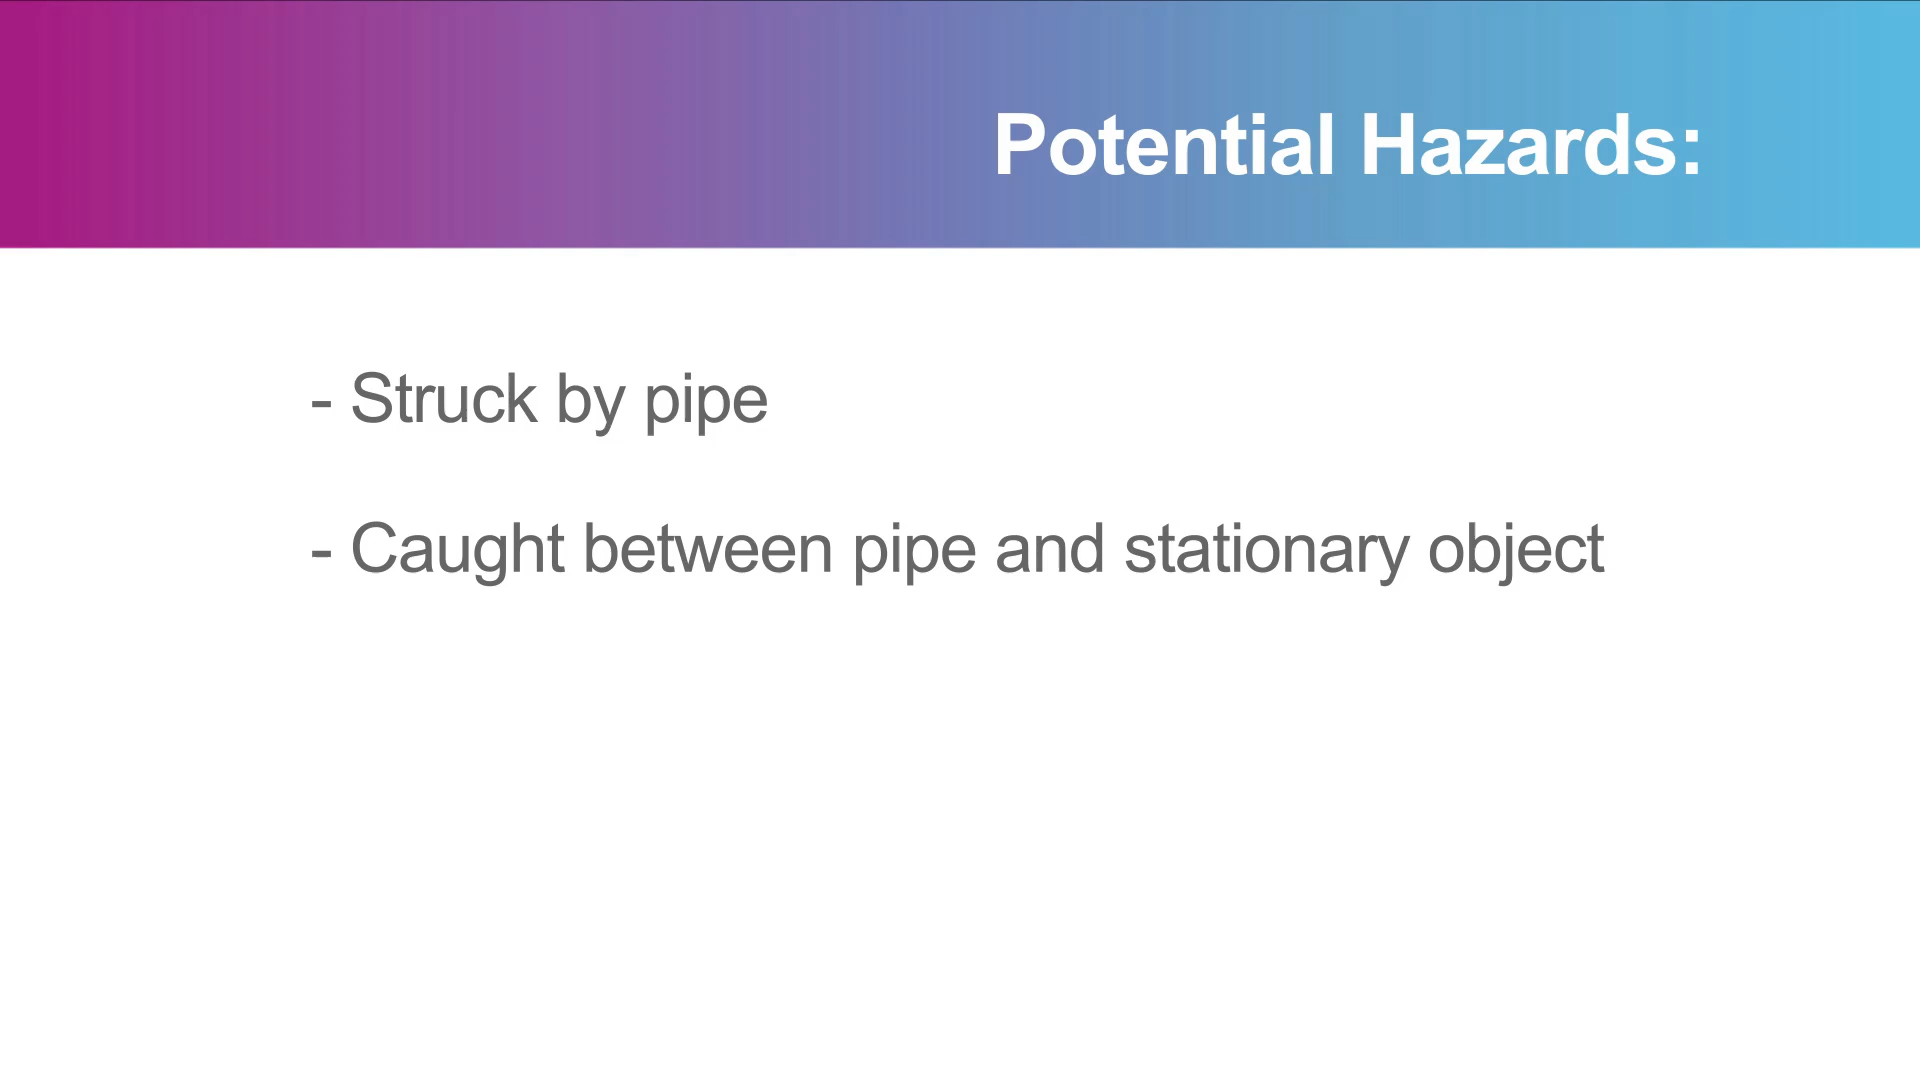 Potential Hazards:
- Struck by pipe
- Caught between pipe and stationary object